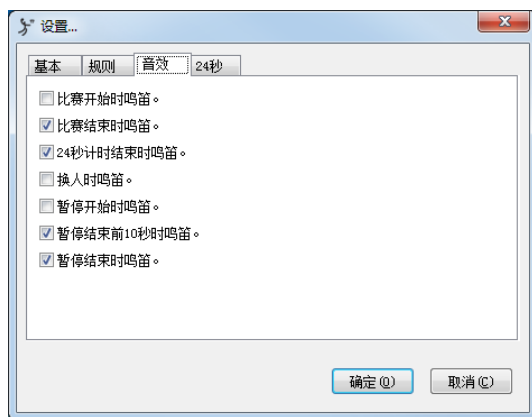 设置...
基本 规则 音效 24秒
比赛开始时鸣笛。
比赛结束时鸣笛。
24秒计时结束时鸣笛。
换人时鸣笛。
暂停开始时鸣笛。
暂停结束前10秒时鸣笛。
暂停结束时鸣笛。
确定(O) 取消(C)